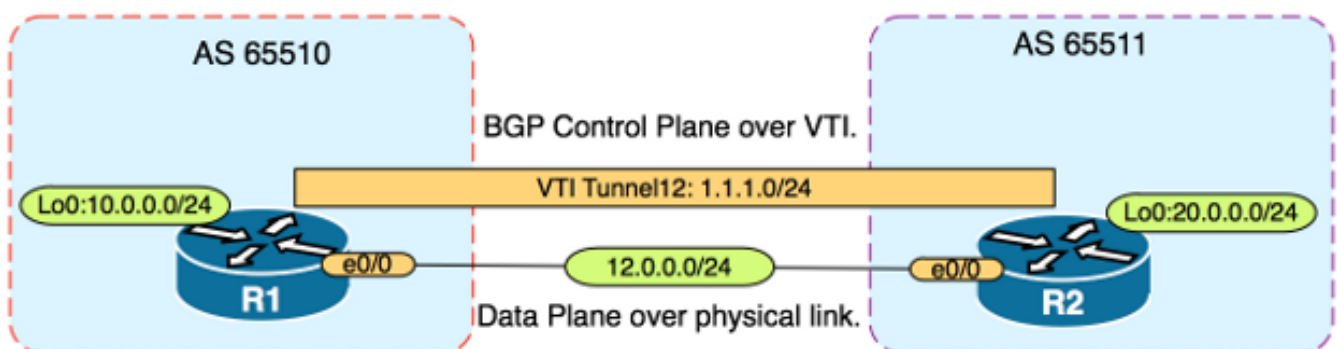 AS 65510
AS 65511
BGP Control Plane over VTI.
VTI Tunnel12: 1.1.1.0/24
Lo0:10.0.0.0/24
Lo0:20.0.0.0/24
e0/0
12.0.0.0/24
e0/0
R1
R2
Data Plane over physical link.